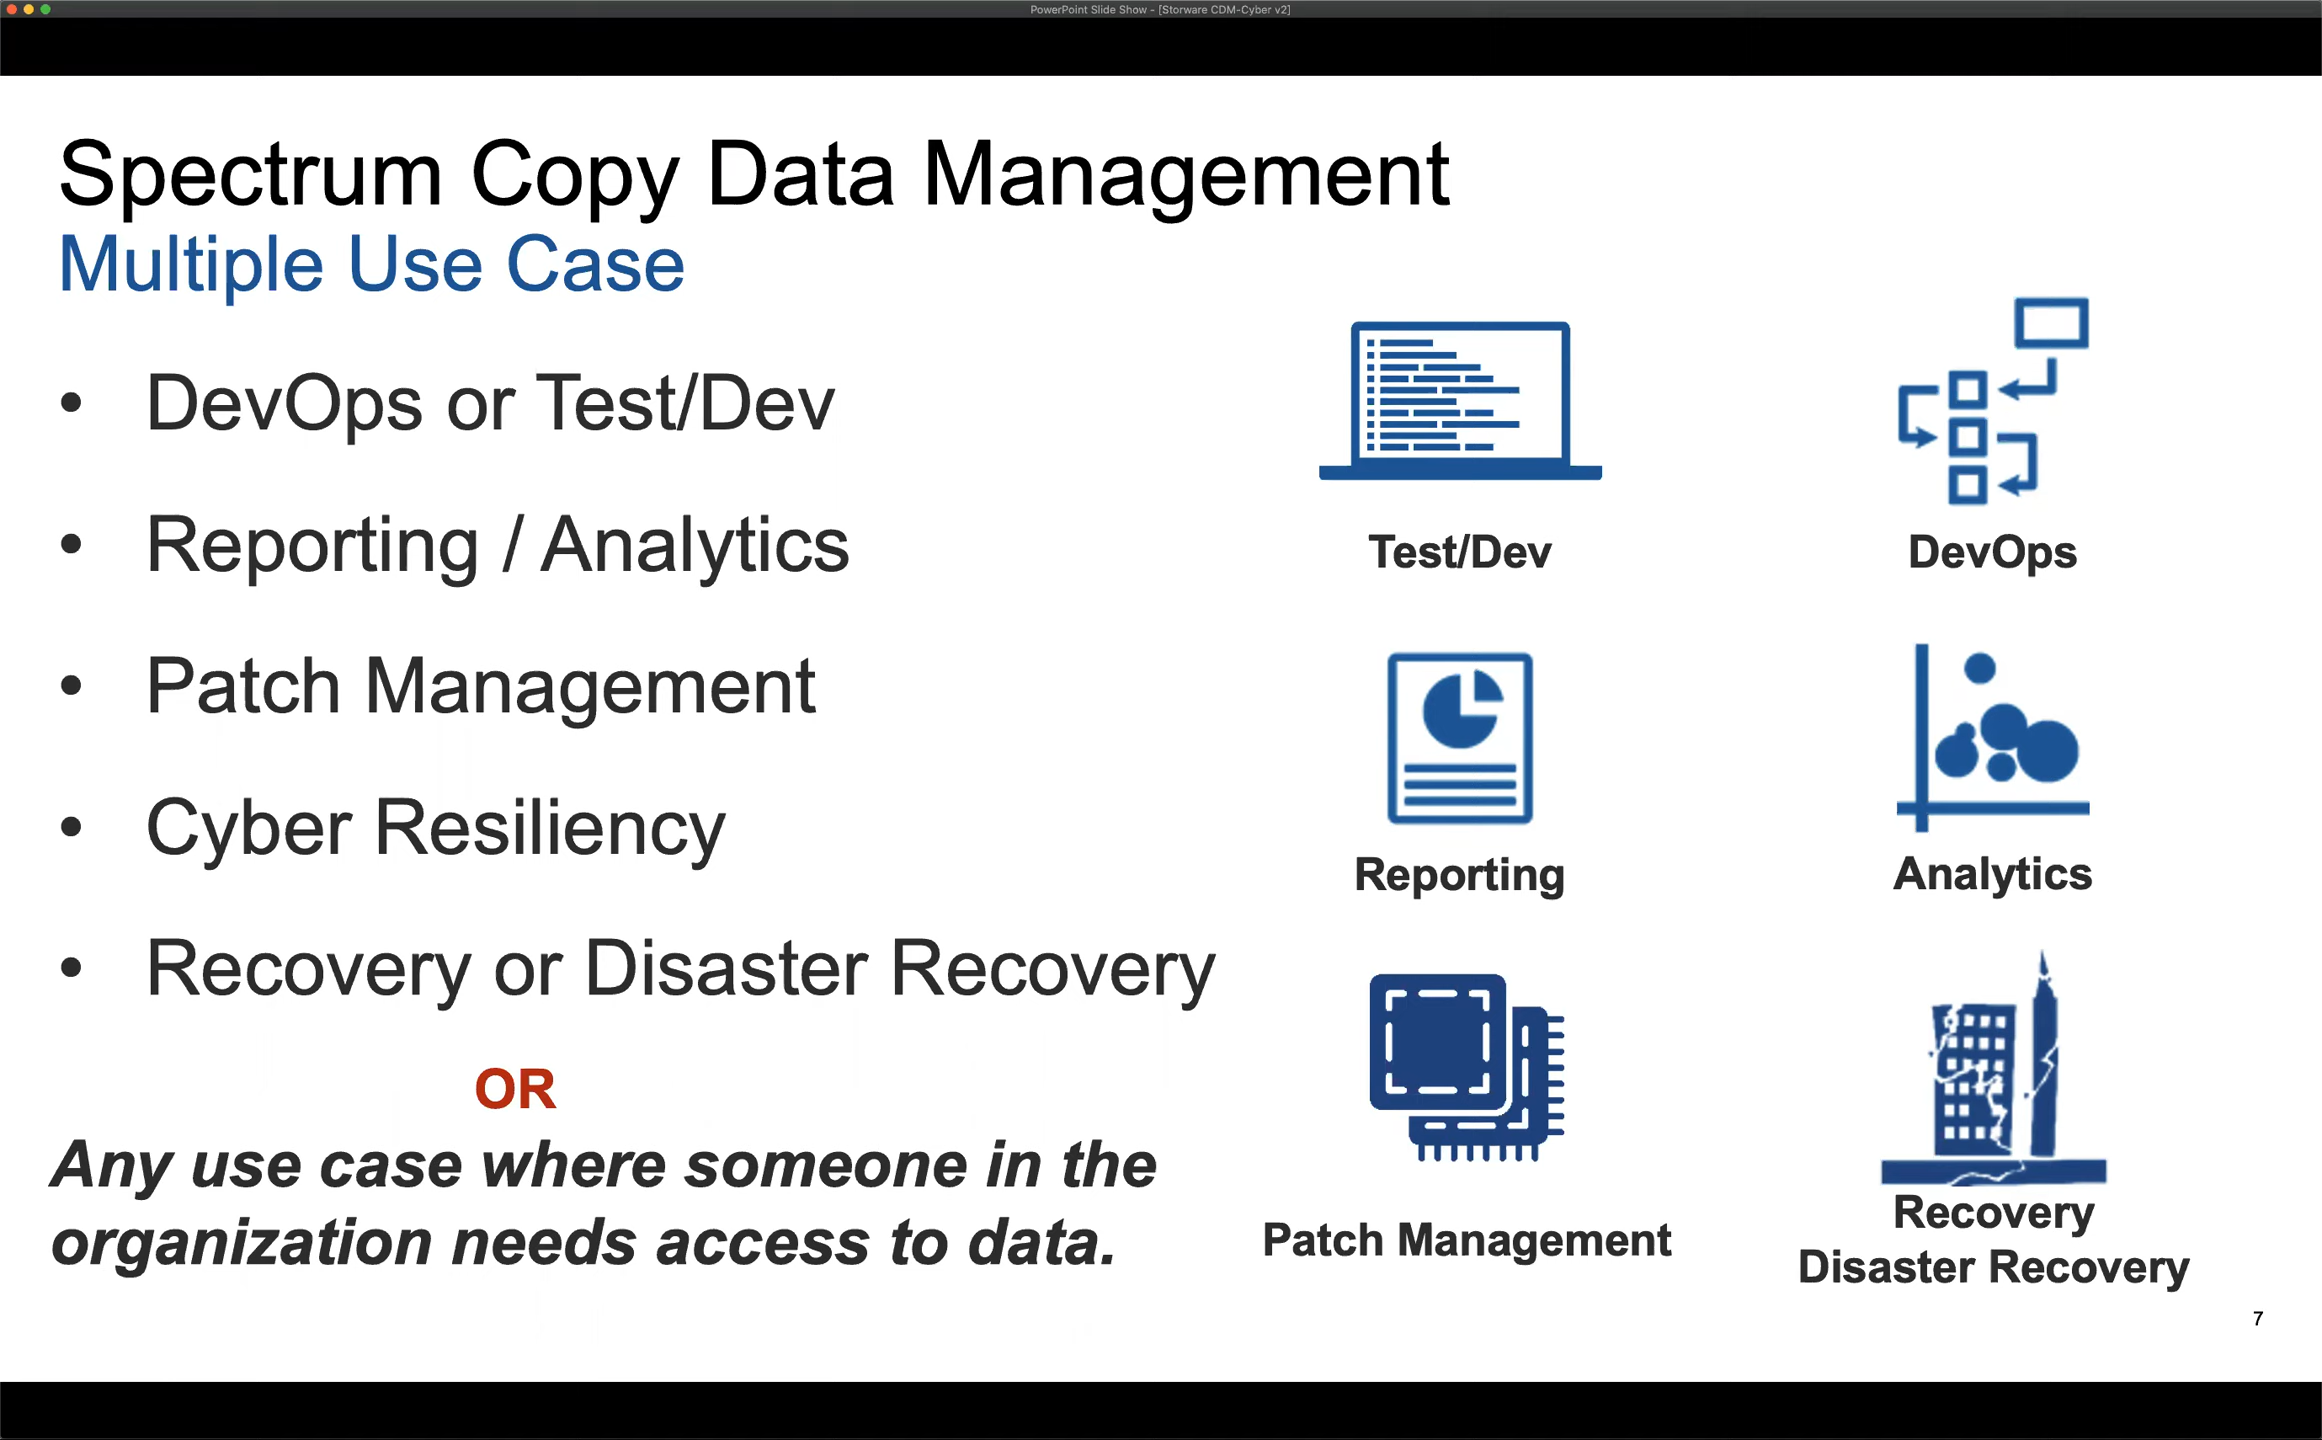 PowerPoint Slide Show - [Storware CDM-Cyber v2]
Spectrum Copy Data Management
Multiple Use Case
• DevOps or Test/Dev
• Reporting / Analytics
• Patch Management
• Cyber Resiliency
• Recovery or Disaster Recovery
OR
Any use case where someone in the
organization needs access to data.
Test/Dev
DevOps
Reporting
Analytics
Patch Management
Recovery
Disaster Recovery
7